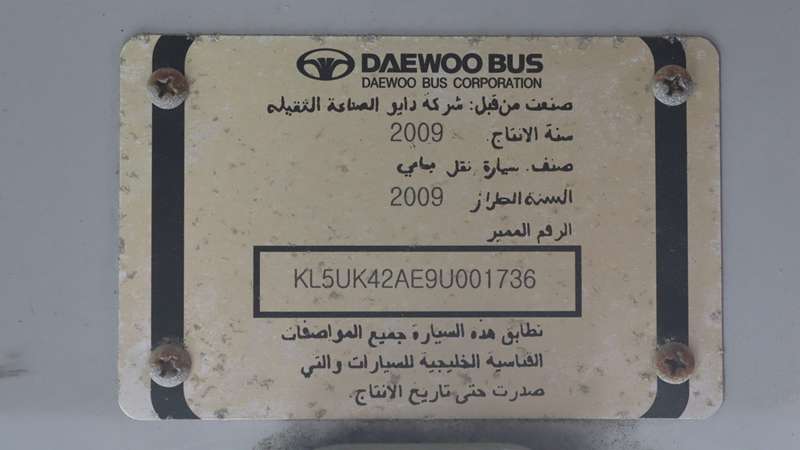 DAEWOO BUS
DAEWOO BUS CORPORATION
صنعت من قبل: شركة دايو الصناعة الثقيله
سنة الانتاج. 2009
صنف. سيارة نقل جماعي
السنة الطراز 2009
الرقم المميز
KL5UK42AE9U001736
تطابق هذه السيارة جميع المواصفات
القياسية الخليجية للسيارات والتي
صدرت حتى تاريخ الانتاج.